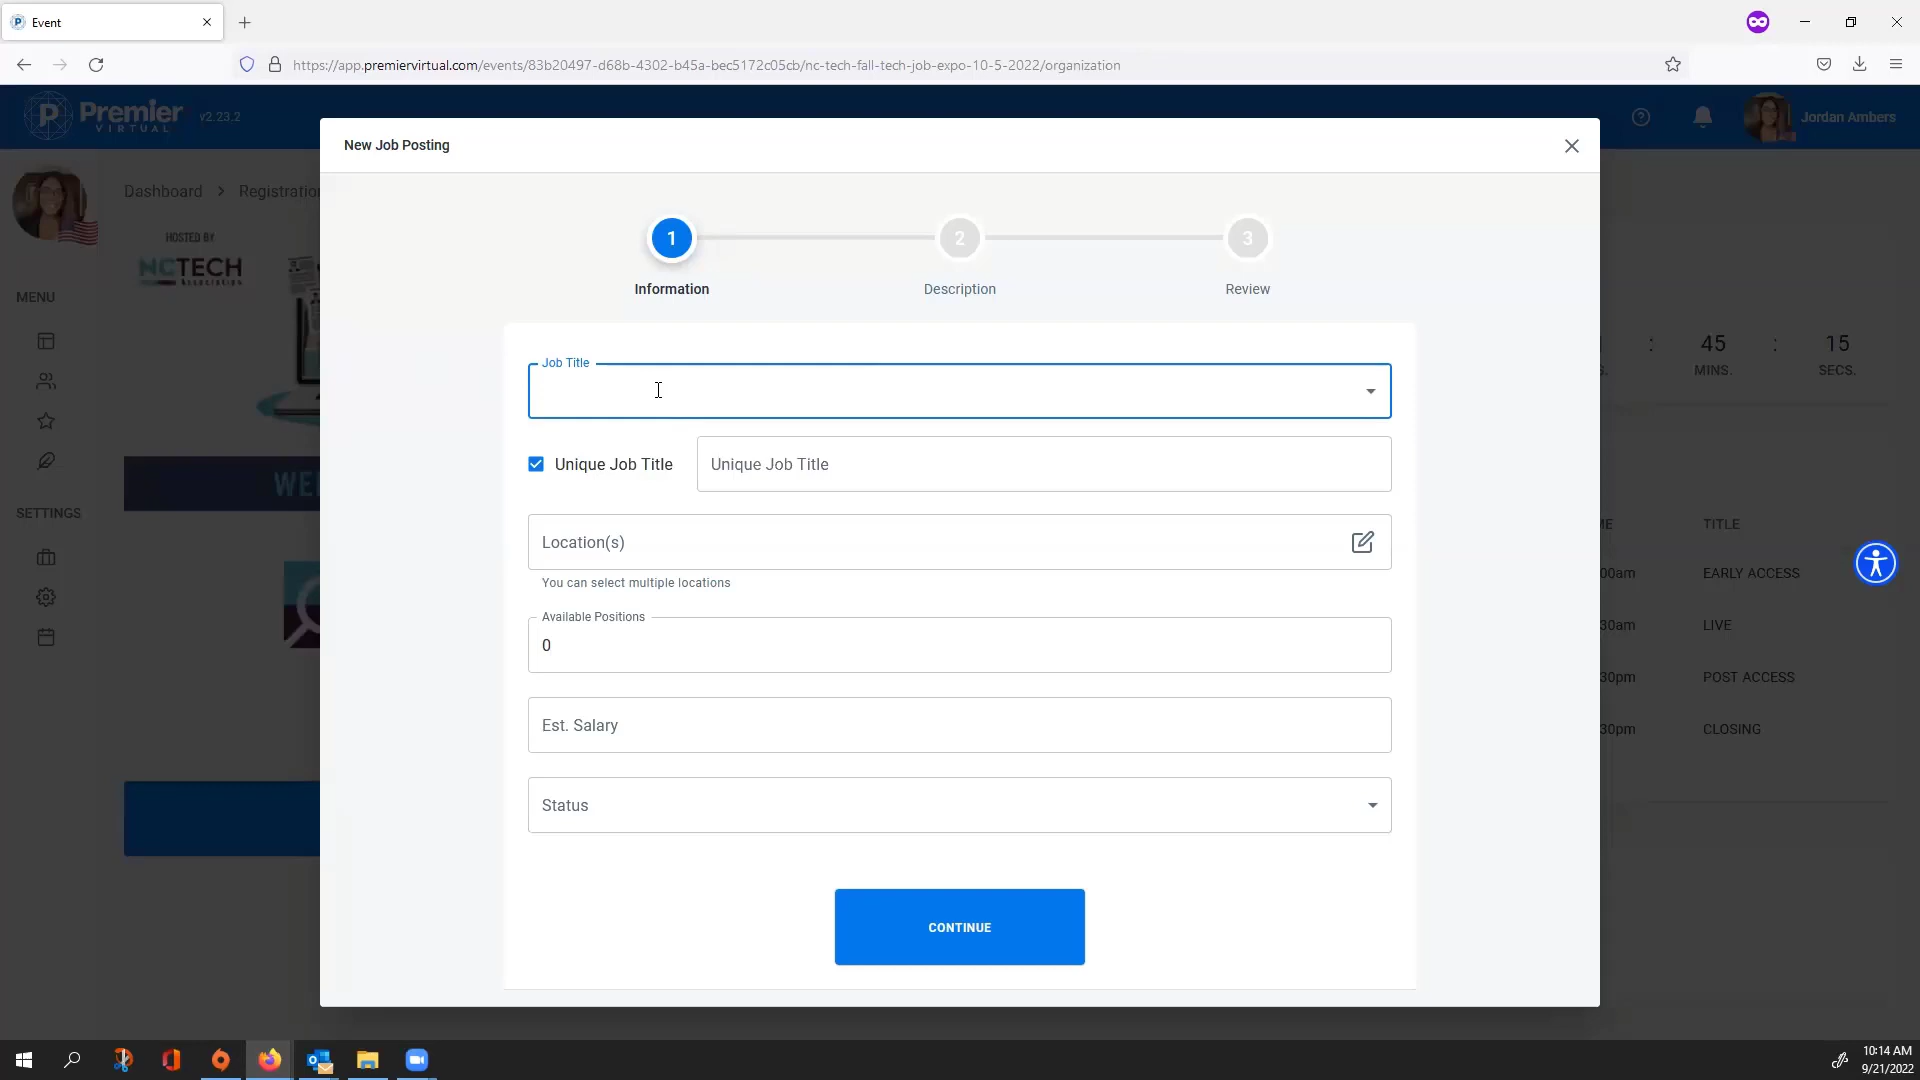 Event
https://app.premiervirtual.com/events/83b20497-d68b-4302-b45a-bec5172c05cb/nc-tech-fall-tech-job-expo-10-5-2022/organization
Premier
VIRTUAL
v2.23.2
Jordan Ambers
New Job Posting
Dashboard > Registration
HOSTED BY
NCTECH
ASSOCIATION
1
2
3
Information
Description
Review
MENU
SETTINGS
: 45 : 15
MINS.
SECS.
Job Title
Unique Job Title
Unique Job Title
Location(s)
You can select multiple locations
Available Positions
0
Est. Salary
Status
CONTINUE
TITLE
00am EARLY ACCESS
30am LIVE
30pm POST ACCESS
30pm CLOSING
10:14 AM
9/21/2022